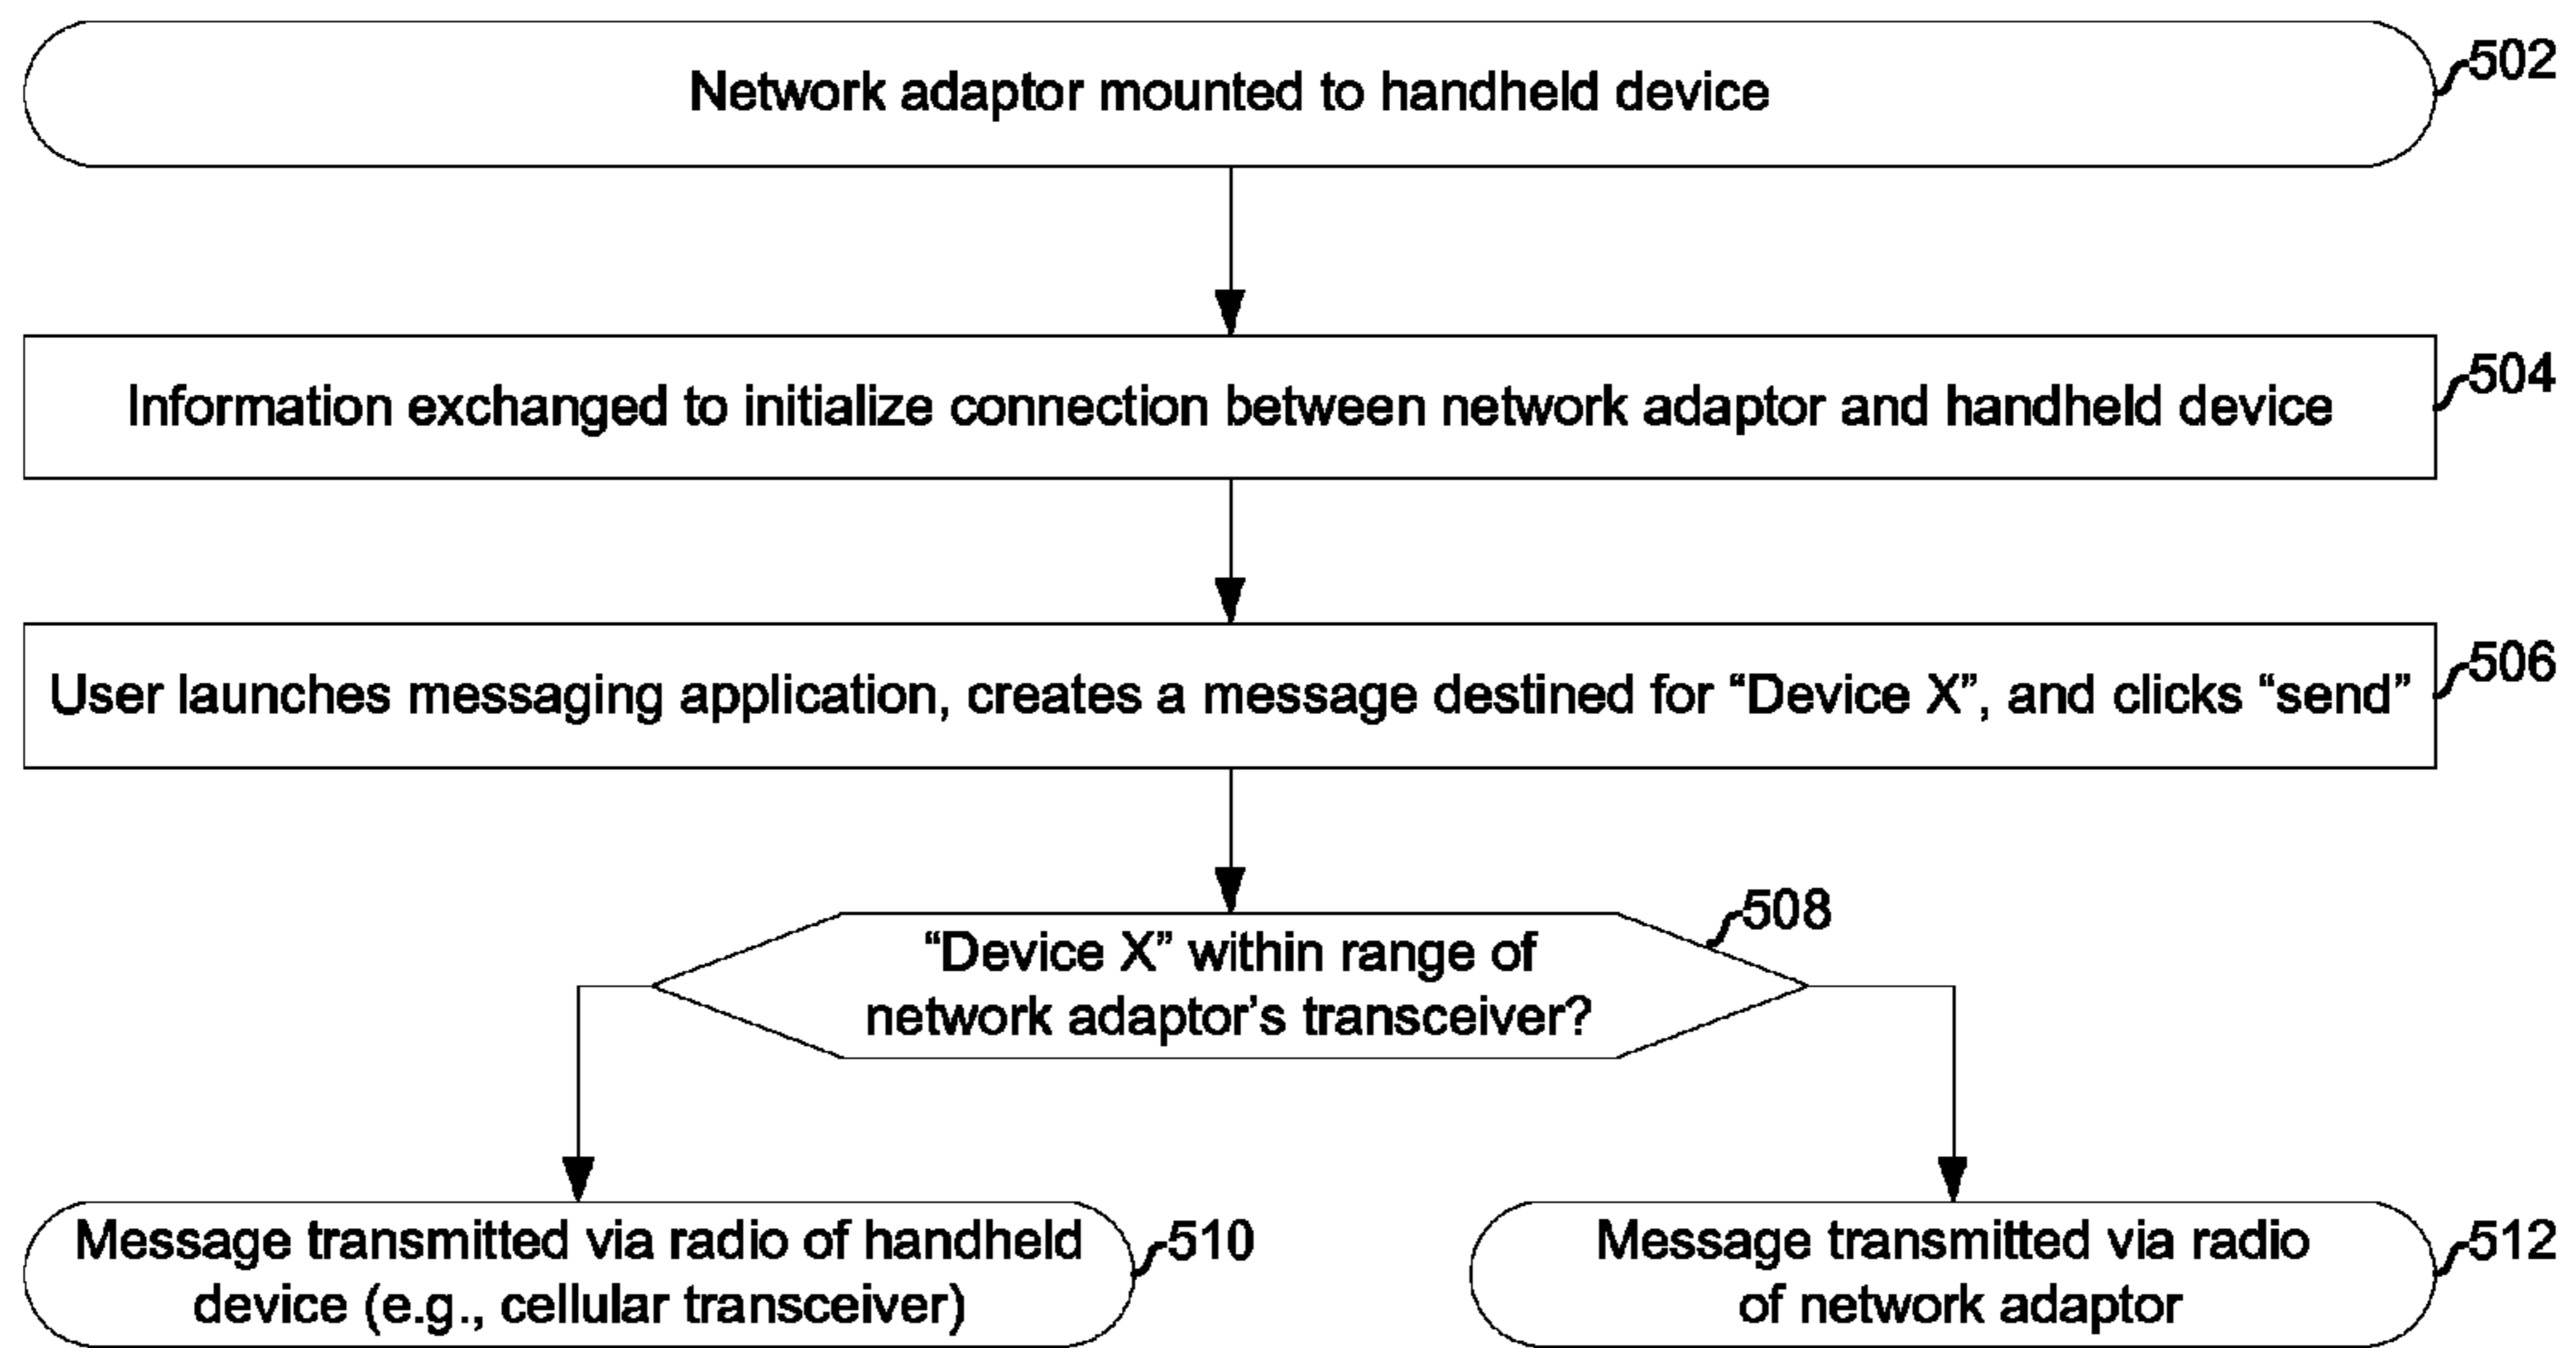 Network adaptor mounted to handheld device
502
Information exchanged to initialize connection between network adaptor and handheld device
504
User launches messaging application, creates a message destined for “Device X”, and clicks “send”
506
“Device X” within range of
network adaptor’s transceiver?
508
Message transmitted via radio of handheld
device (e.g., cellular transceiver)
510
Message transmitted via radio
of network adaptor
512